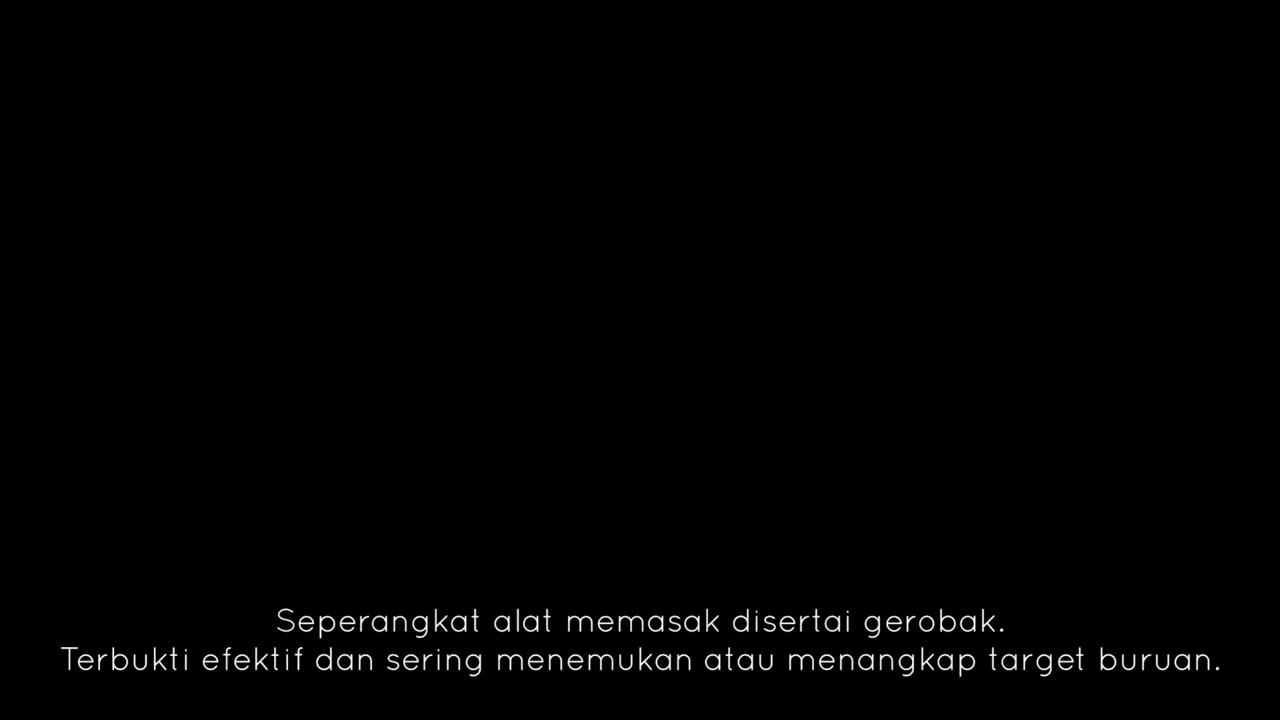 Seperangkat alat memasak disertai gerobak.
Terbukti efektif dan sering menemukan atau menangkap target buruan.